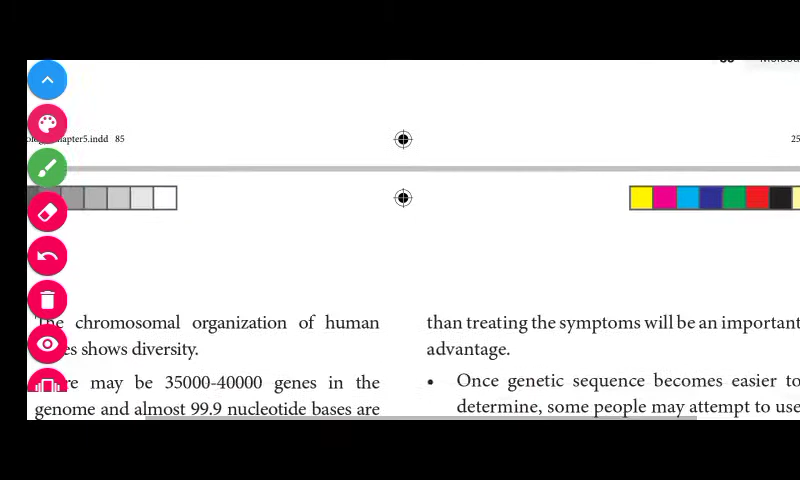 apter5.indd 85
25
The chromosomal organization of human
es shows diversity.
re may be 35000-40000 genes in the
genome and almost 99.9 nucleotide bases are
than treating the symptoms will be an important
advantage.
• Once genetic sequence becomes easier to
determine, some people may attempt to use